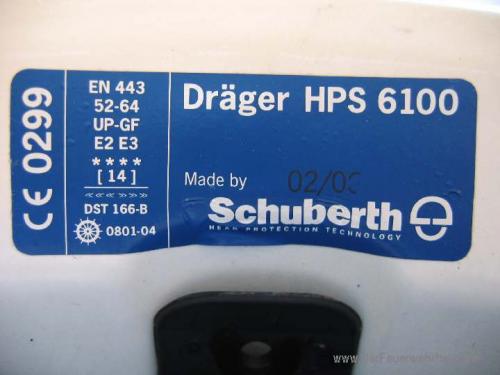 CE 0299
EN 443
52-64
UP-GF
E2 E3
****
[ 14 ]
««« »»»
DST 166-B
0801-04
Dräger HPS 6100
Made by
Schuberth
HEAD PROTECTION TECHNOLOGY